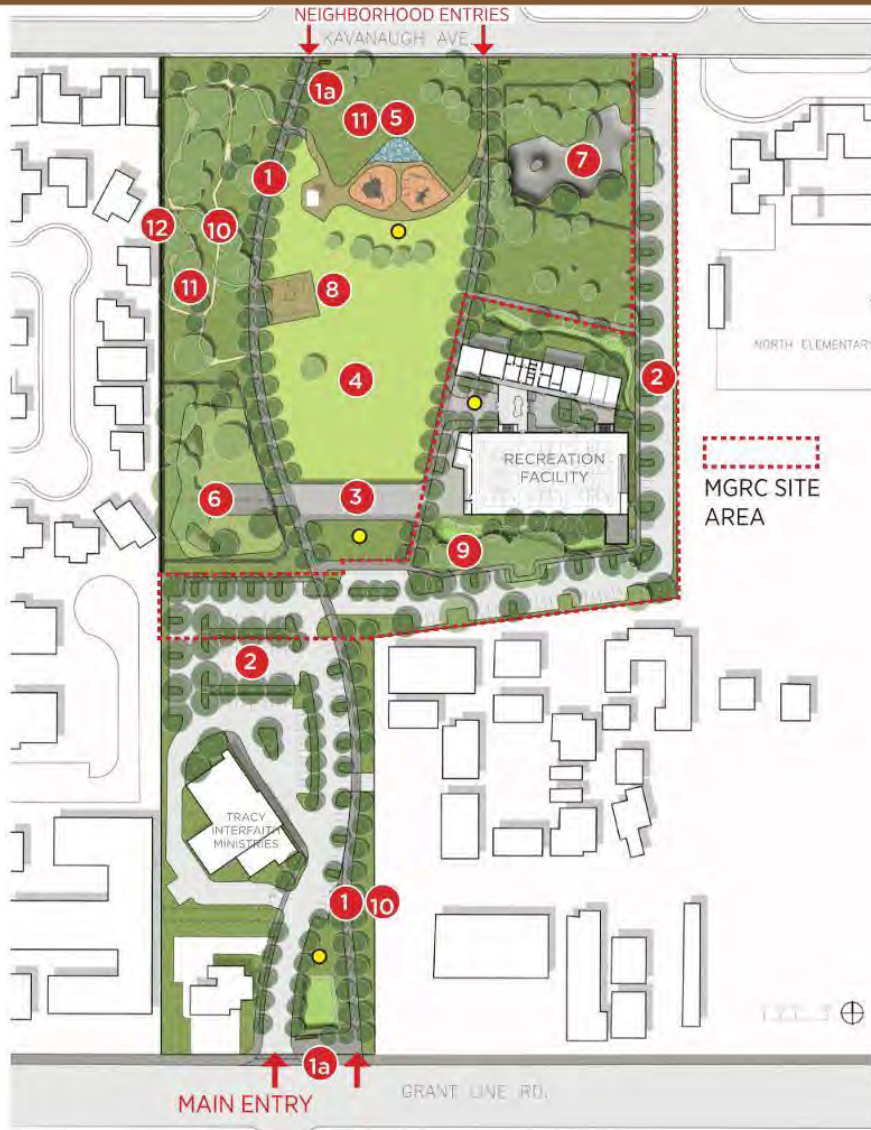 NEIGHBORHOOD ENTRIES
KAVANAUGH AVE.
1a
11
5
1
7
12
10
11
8
NORTH ELEMENTARY
4
2
RECREATION
FACILITY
MGRC SITE
AREA
6
3
9
2
TRACY
INTERFAITH
MINISTRIES
1
10
1a
MAIN ENTRY
GRANT LINE RD.